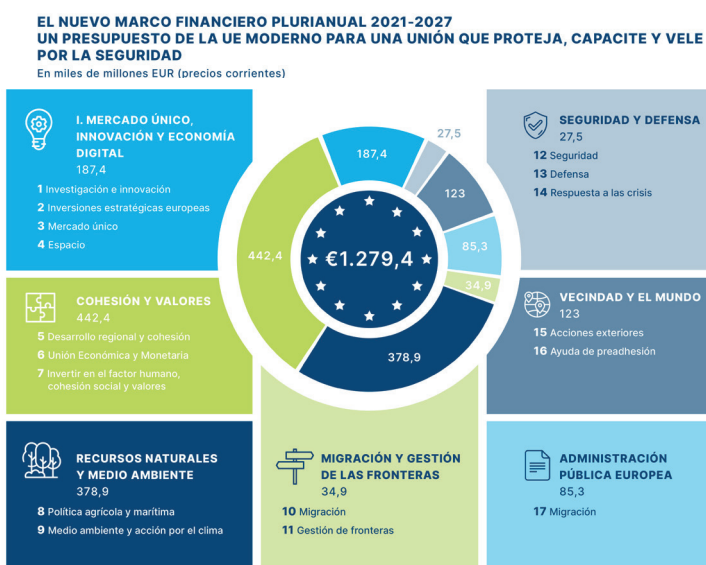 EL NUEVO MARCO FINANCIERO PLURIANUAL 2021-2027
UN PRESUPUESTO DE LA UE MODERNO PARA UNA UNIÓN QUE PROTEJA, CAPACITE Y VELE
POR LA SEGURIDAD
En miles de millones EUR (precios corrientes)
I. MERCADO ÚNICO,
INNOVACIÓN Y ECONOMÍA
DIGITAL
187,4
1 Investigación e innovación
2 Inversiones estratégicas europeas
3 Mercado único
4 Espacio
COHESIÓN Y VALORES
442,4
5 Desarrollo regional y cohesión
6 Unión Económica y Monetaria
7 Invertir en el factor humano,
cohesión social y valores
RECURSOS NATURALES
Y MEDIO AMBIENTE
378,9
8 Política agrícola y marítima
9 Medio ambiente y acción por el clima
187,4
27,5
123
85,3
34,9
378,9
442,4
€1.279,4
MIGRACIÓN Y GESTIÓN
DE LAS FRONTERAS
34,9
10 Migración
11 Gestión de fronteras
SEGURIDAD Y DEFENSA
27,5
12 Seguridad
13 Defensa
14 Respuesta a las crisis
VECINDAD Y EL MUNDO
123
15 Acciones exteriores
16 Ayuda de preadhesión
ADMINISTRACIÓN
PÚBLICA EUROPEA
85,3
17 Migración